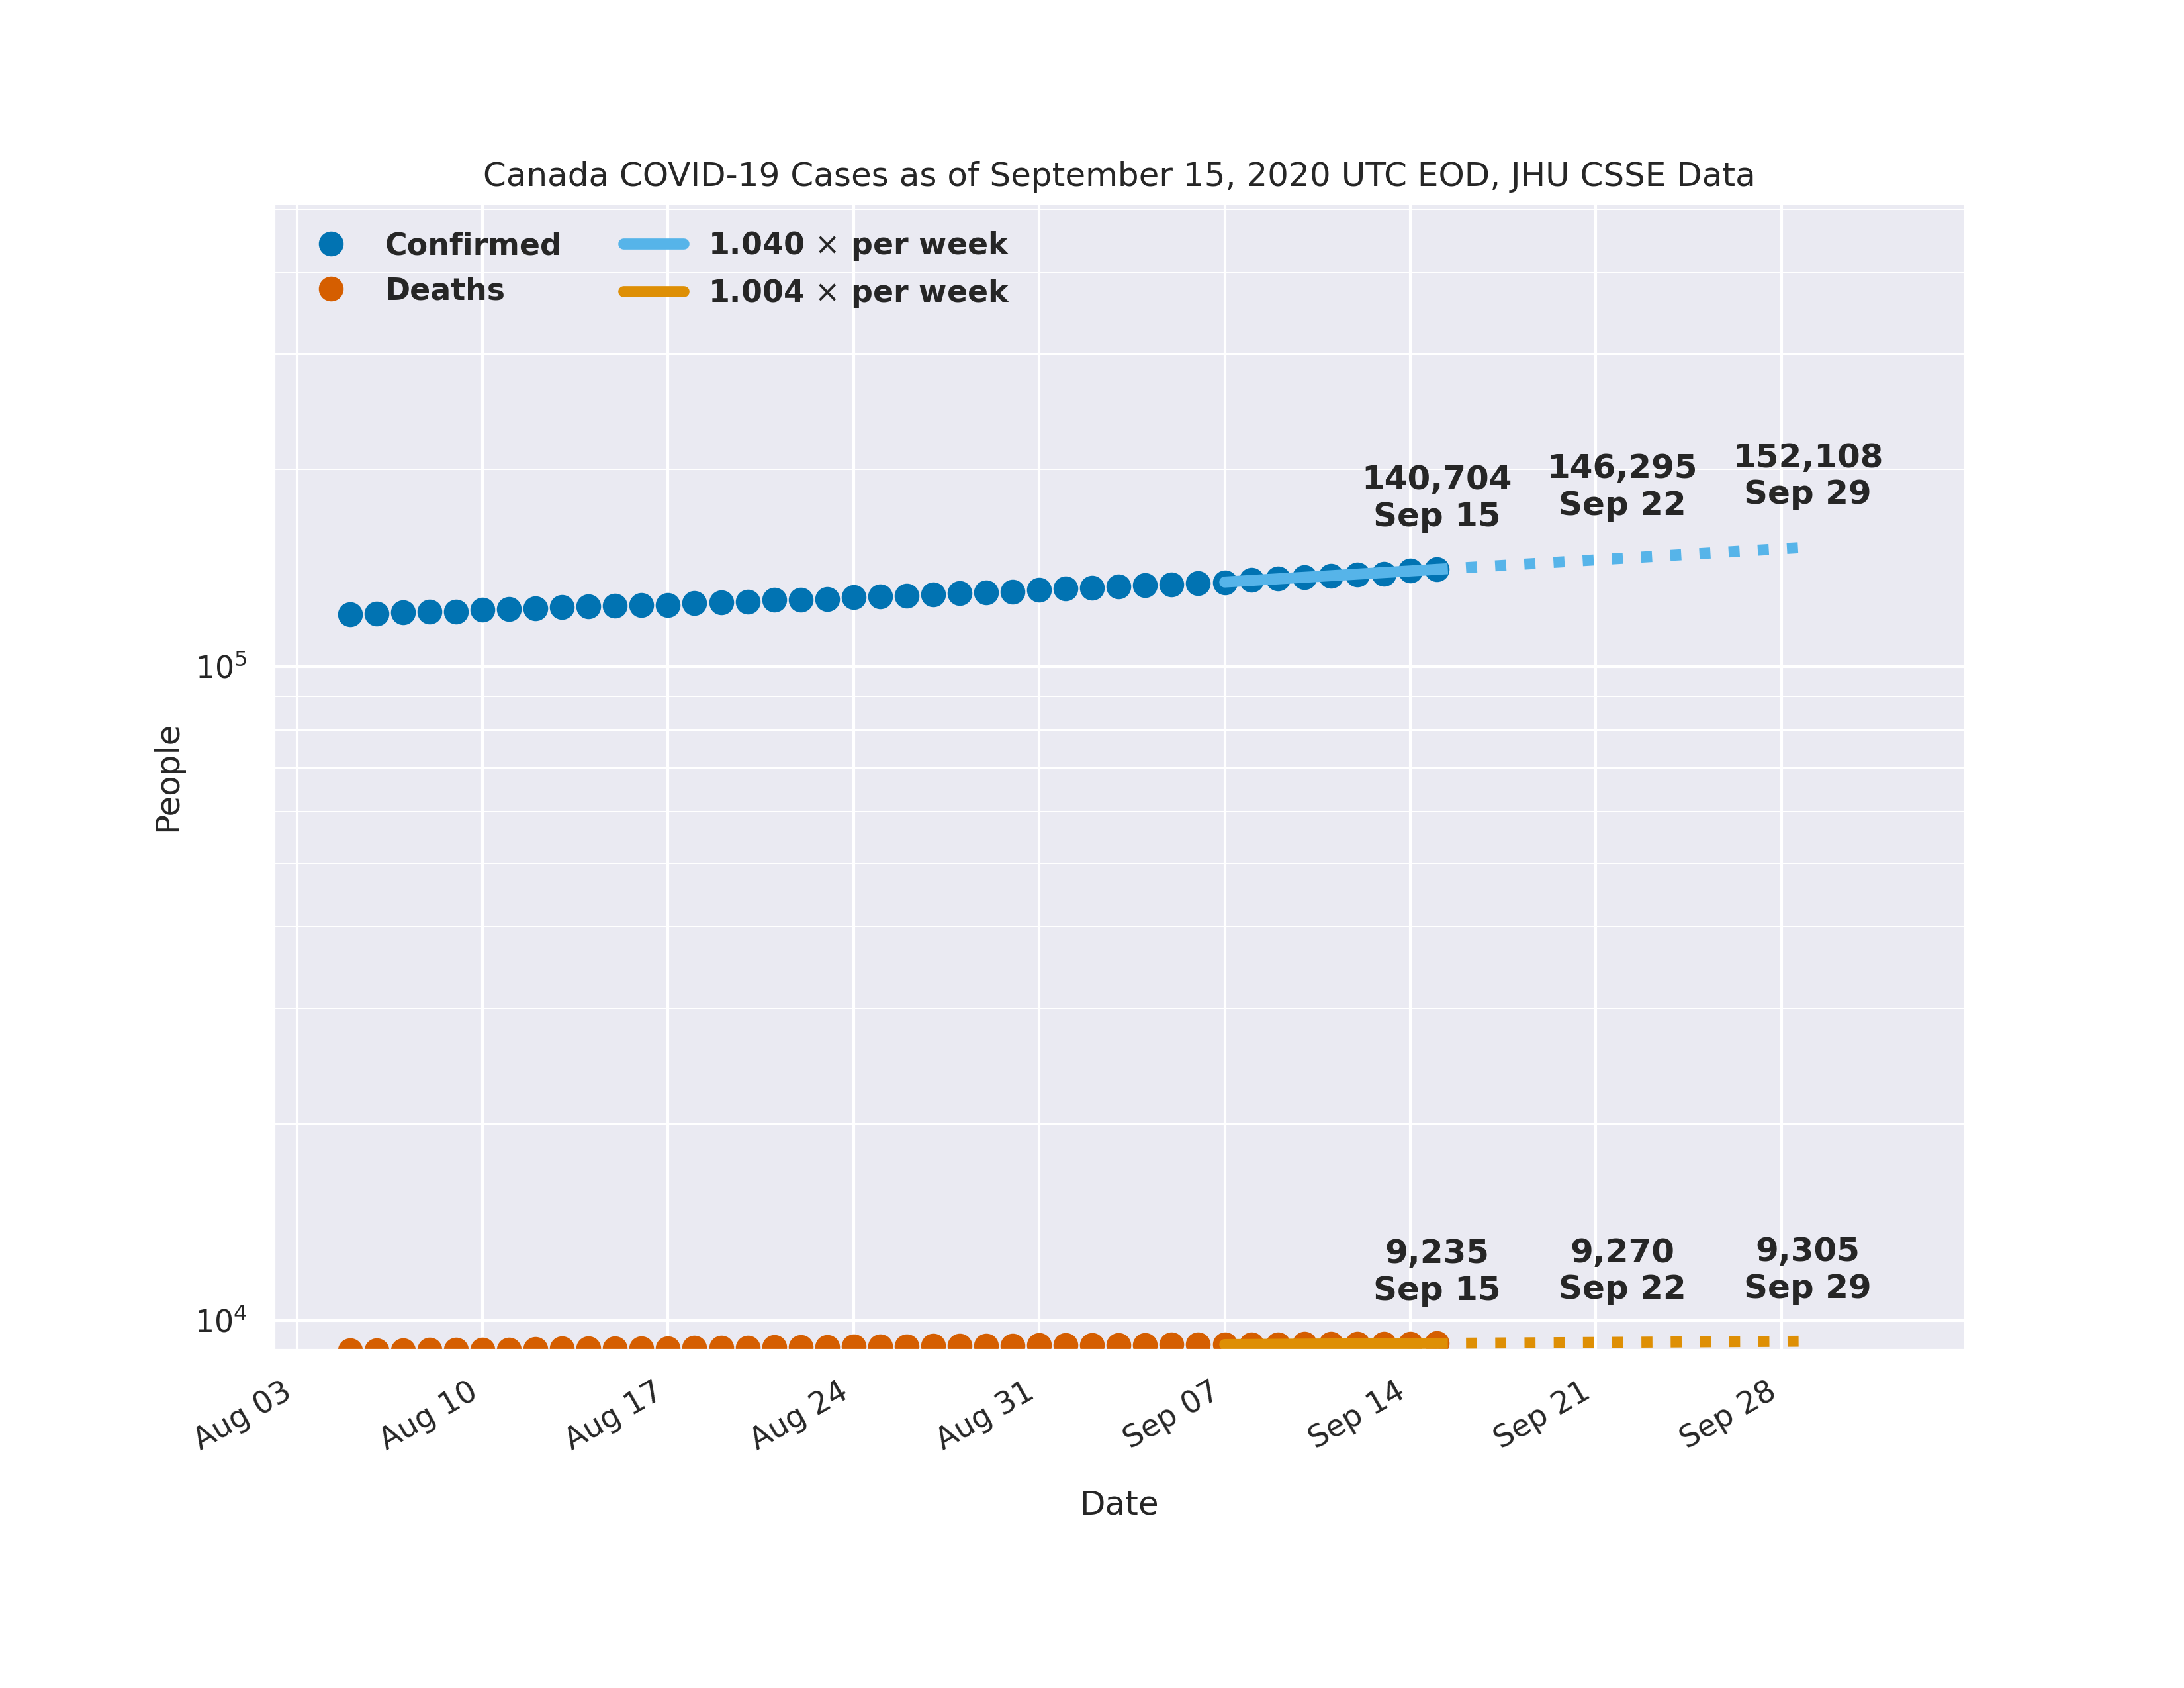 Canada COVID-19 Cases as of September 15, 2020 UTC EOD, JHU CSSE Data
Confirmed
Deaths
1.040 × per week
1.004 × per week
140,704
Sep 15
146,295
Sep 22
152,108
Sep 29
10⁵
People
9,235
Sep 15
9,270
Sep 22
9,305
Sep 29
10⁴
Aug 03
Aug 10
Aug 17
Aug 24
Aug 31
Sep 07
Sep 14
Sep 21
Sep 28
Date